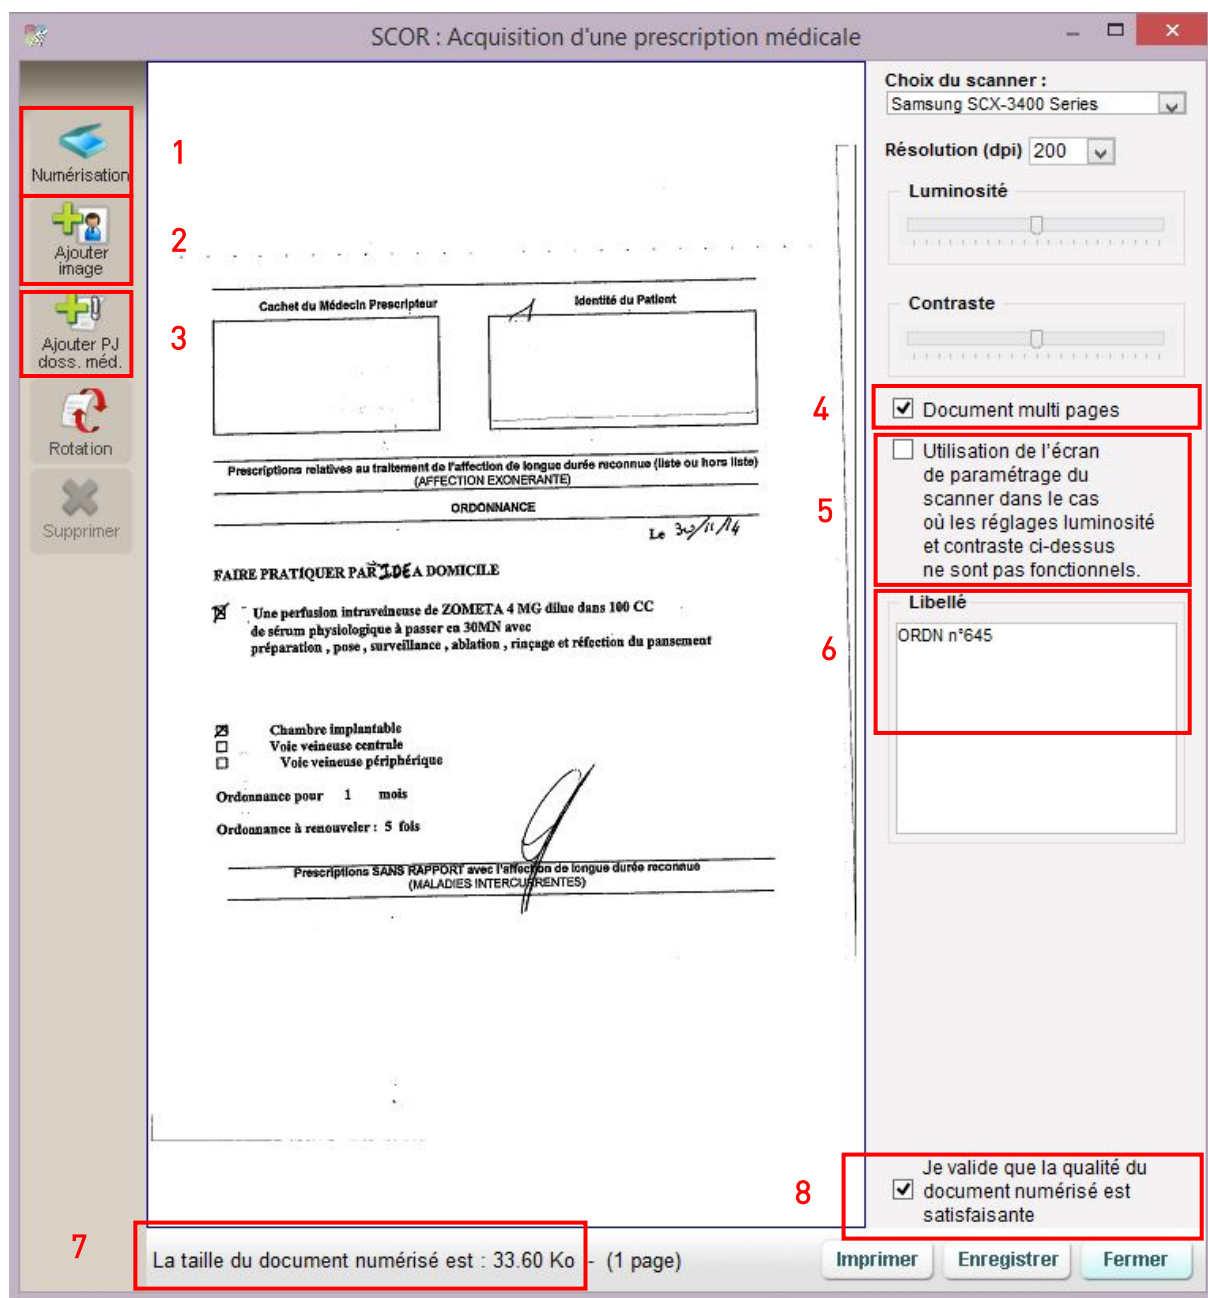 SCOR : Acquisition d'une prescription médicale
Numérisation
Ajouter
image
Ajouter PJ
doss. méd.
Rotation
Supprimer
1
2
3
4
5
6
7
8
Cachet du Médecin Prescripteur
Identité du Patient
Prescriptions relatives au traitement de l'affection de longue durée reconnue (liste ou hors liste)
(AFFECTION EXONERANTE)
ORDONNANCE
Le 30/11/14
FAIRE PRATIQUER PAR IDE A DOMICILE
Une perfusion intraveineuse de ZOMETA 4 MG dilue dans 100 CC
de sérum physiologique à passer en 30MN avec
préparation , pose , surveillance , ablation , rinçage et réfection du pansement
Chambre implantable
Voie veineuse centrale
Voie veineuse périphérique
Ordonnance pour 1 mois
Ordonnance à renouveler : 5 fois
Prescriptions SANS RAPPORT avec l'affection de longue durée reconnue
(MALADIES INTERCURRENTES)
Choix du scanner :
Samsung SCX-3400 Series
Résolution (dpi) 200
Luminosité
Contraste
Document multi pages
Utilisation de l'écran
de paramétrage du
scanner dans le cas
où les réglages luminosité
et contraste ci-dessus
ne sont pas fonctionnels.
Libellé
ORDN n°645
Je valide que la qualité du
document numérisé est
satisfaisante
La taille du document numérisé est : 33.60 Ko - (1 page)
Imprimer
Enregistrer
Fermer